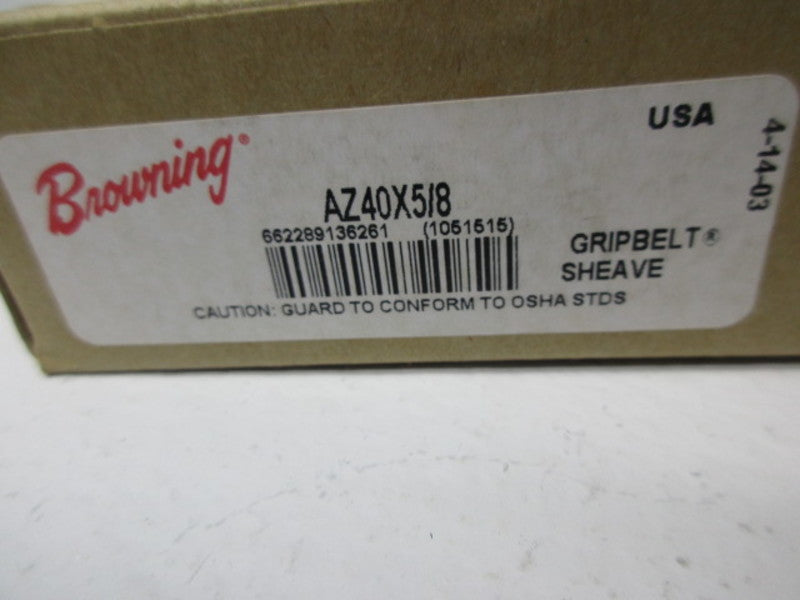 Browning®
USA
4-14-03
AZ40X5/8
662289136261 (1051515)
GRIPBELT®
SHEAVE
CAUTION: GUARD TO CONFORM TO OSHA STDS